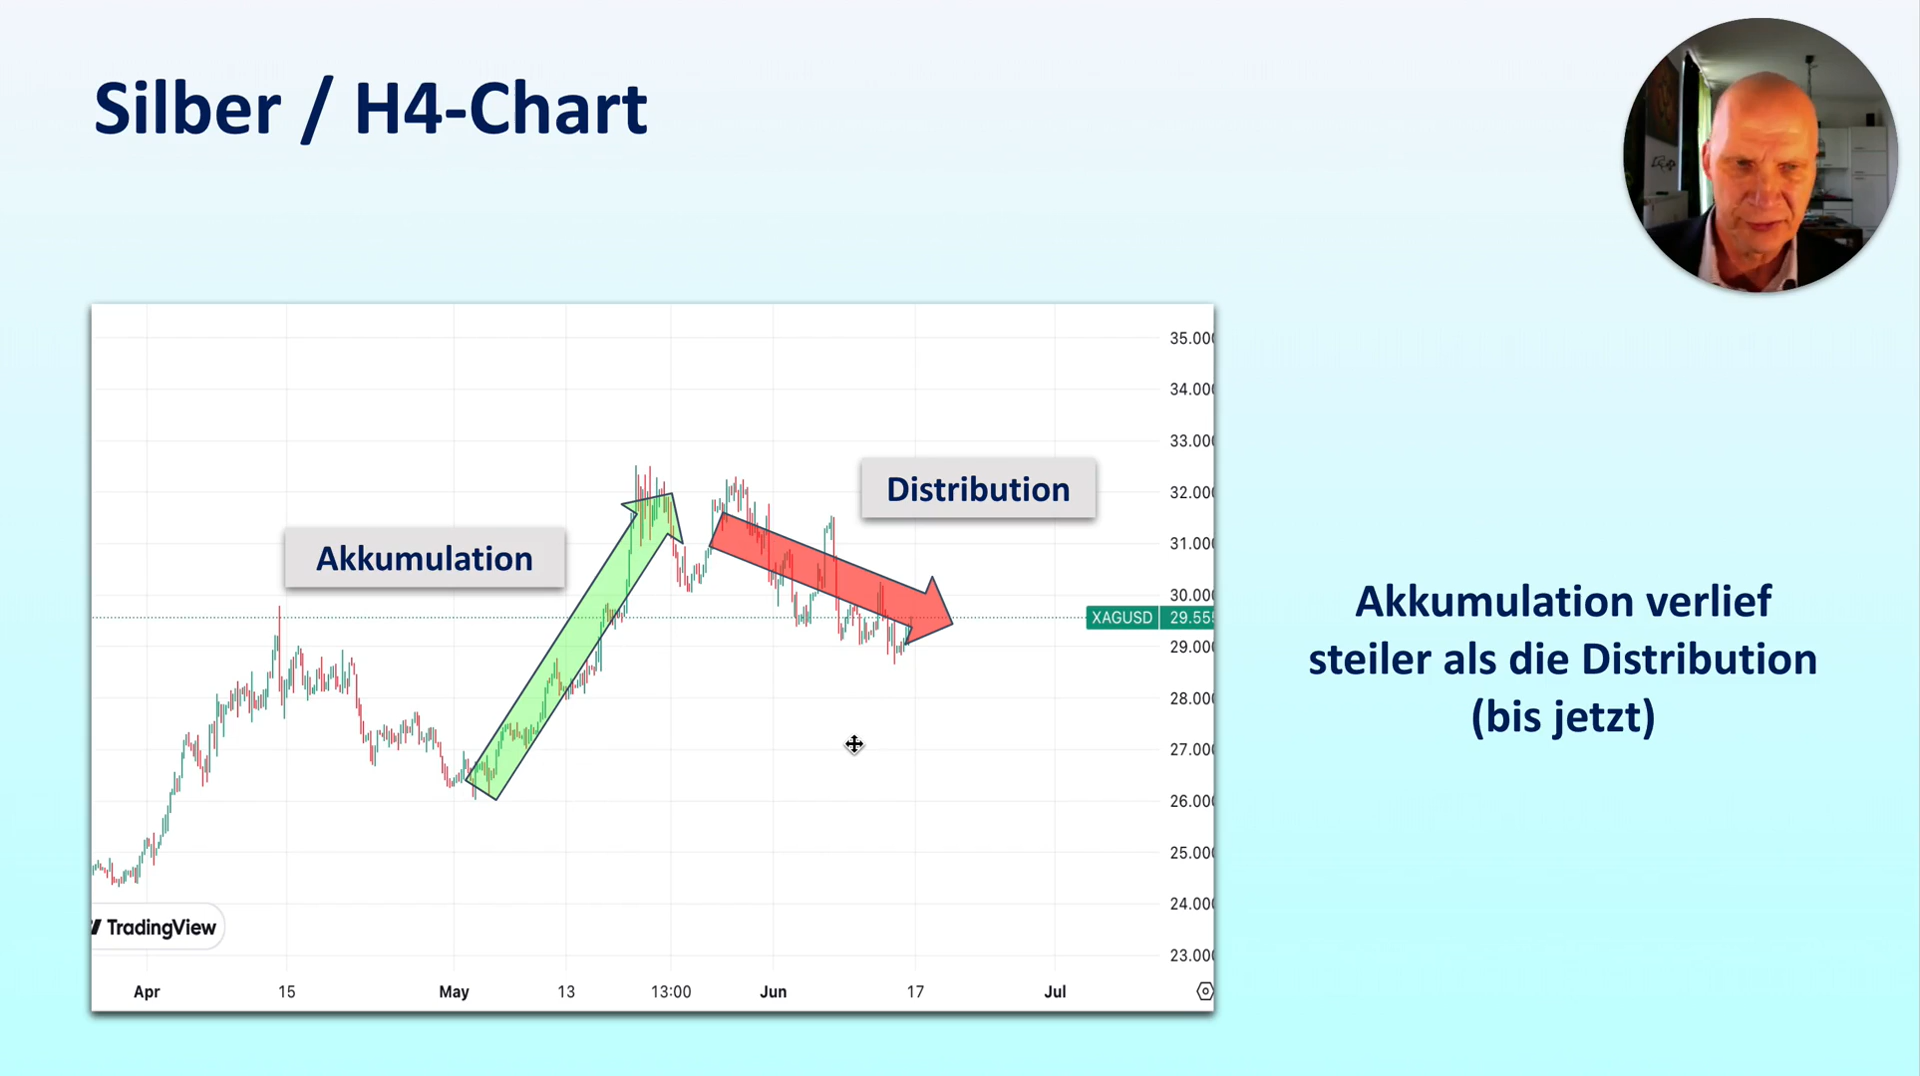 Silber / H4-Chart
35.00
34.00
33.00
Distribution
32.00
Akkumulation
31.00
30.00
XAGUSD 29.55
29.00
28.00
27.00
26.00
25.00
24.00
23.00
TradingView
Apr 15 May 13 13:00 Jun 17 Jul
Akkumulation verlief
steiler als die Distribution
(bis jetzt)